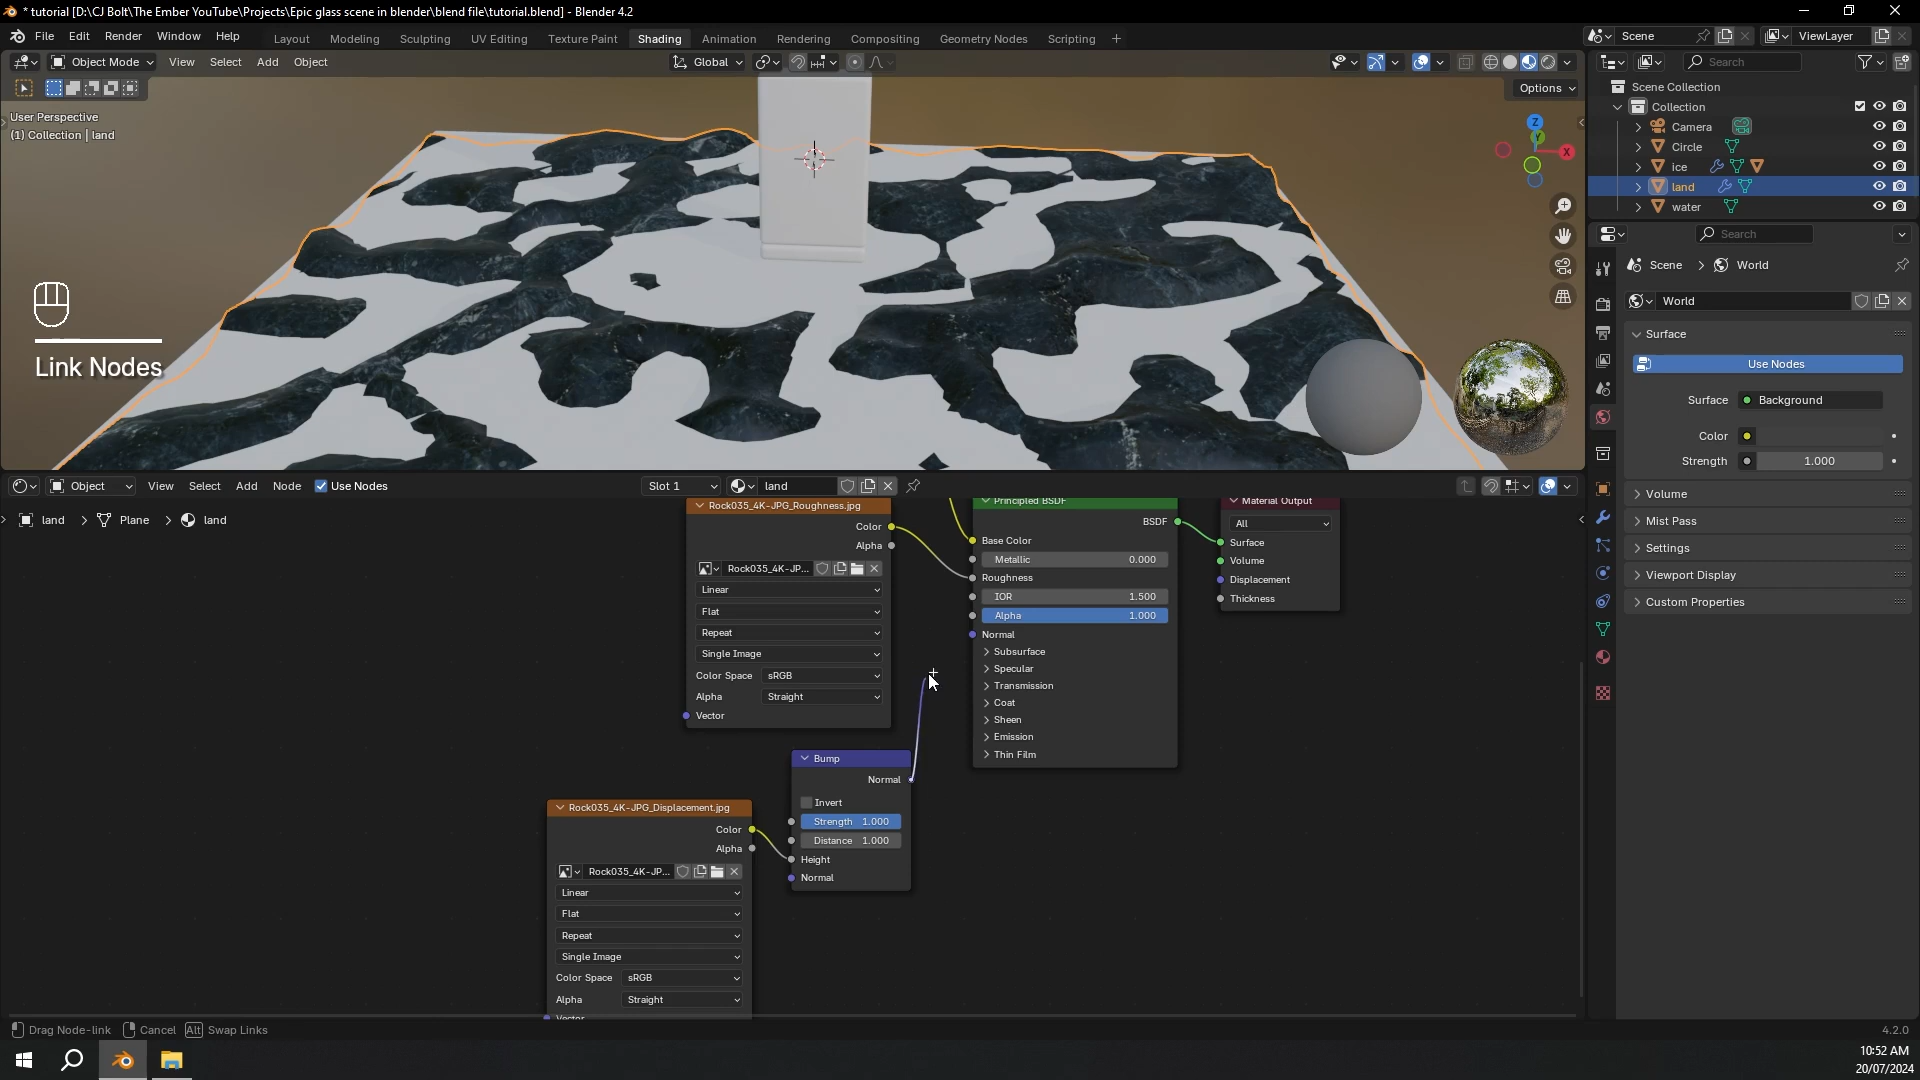 * tutorial [D:\CJ Bolt\The Ember YouTube\Projects\Epic glass scene in blender\blend file\tutorial.blend] - Blender 4.2
File Edit Render Window Help
Layout Modeling Sculpting UV Editing Texture Paint Shading Animation Rendering Compositing Geometry Nodes Scripting +
Scene
ViewLayer
Object Mode View Select Add Object
Global
Search
Options
User Perspective
(1) Collection | land
Z
Y
X
Link Nodes
Scene Collection
Collection
Camera
Circle
ice
land
water
Search
Scene > World
World
Surface
Use Nodes
Surface Background
Color
Strength 1.000
Volume
Mist Pass
Settings
Viewport Display
Custom Properties
Object View Select Add Node Use Nodes
Slot 1
land
land > Plane > land
Rock035_4K-JPG_Roughness.jpg
Color
Alpha
Rock035_4K-JP...
Linear
Flat
Repeat
Single Image
Color Space sRGB
Alpha Straight
Vector
Principled BSDF
BSDF
Base Color
Metallic 0.000
Roughness
IOR 1.500
Alpha 1.000
Normal
Subsurface
Specular
Transmission
Coat
Sheen
Emission
Thin Film
Material Output
All
Surface
Volume
Displacement
Thickness
Bump
Normal
Invert
Strength 1.000
Distance 1.000
Height
Normal
Rock035_4K-JPG_Displacement.jpg
Color
Alpha
Rock035_4K-JP...
Linear
Flat
Repeat
Single Image
Color Space sRGB
Alpha Straight
Vector
Drag Node-link Cancel Alt Swap Links
4.2.0
10:52 AM
20/07/2024